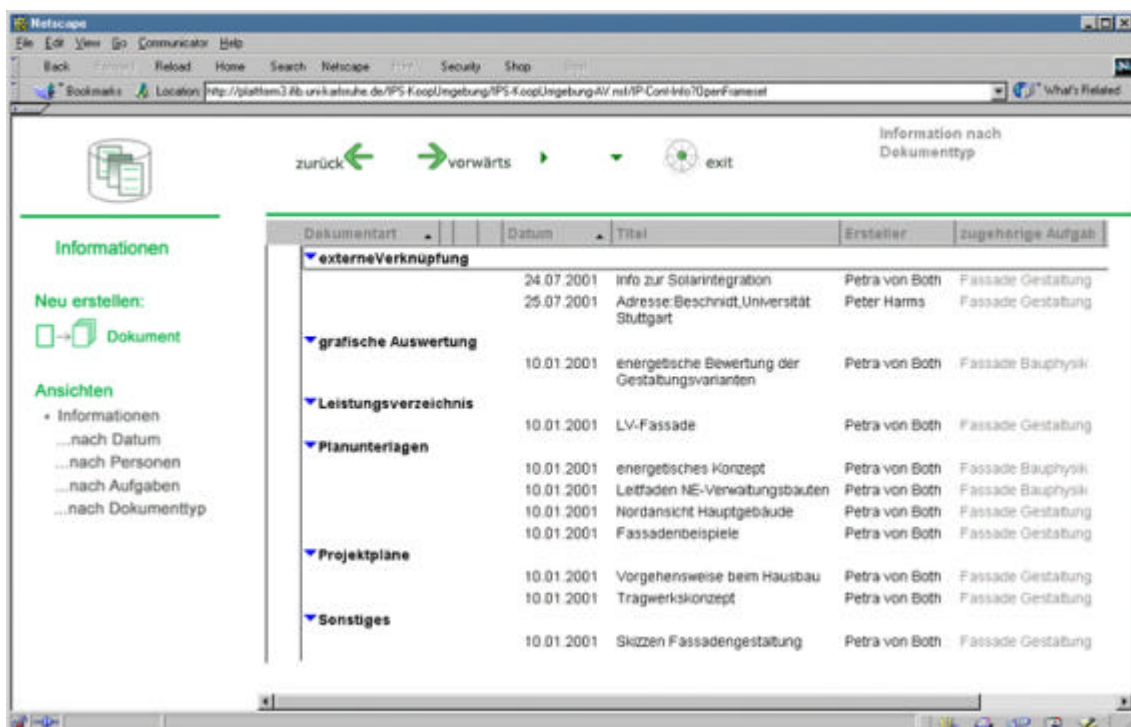 Netscape
File Edit View Go Communicator Help
Back Forward Reload Home Search Netscape Print Security Shop Stop
Bookmarks Location: http://plattform3.ifib.uni-karlsruhe.de/IPS-KoopUmgebung/IPS-KoopUmgebung-AV.nsf/IP-Cont-Info?OpenFrameset What's Related
zurück vorwärts exit
Information nach
Dokumenttyp
Informationen
Neu erstellen:
Dokument
Ansichten
Informationen
...nach Datum
...nach Personen
...nach Aufgaben
...nach Dokumenttyp
Dokumentart Datum Titel Ersteller zugehörige Aufgab
externeVerknüpfung
24.07.2001 Info zur Solarintegration Petra von Both Fassade Gestaltung
25.07.2001 Adresse:Beschnidt,Universität Peter Harms Fassade Gestaltung
Stuttgart
grafische Auswertung
10.01.2001 energetische Bewertung der Petra von Both Fassade Bauphysik
Gestaltungsvarianten
Leistungsverzeichnis
10.01.2001 LV-Fassade Petra von Both Fassade Gestaltung
Planunterlagen
10.01.2001 energetisches Konzept Petra von Both Fassade Bauphysik
10.01.2001 Leitfaden NE-Verwaltungsbauten Petra von Both Fassade Bauphysik
10.01.2001 Nordansicht Hauptgebäude Petra von Both Fassade Gestaltung
10.01.2001 Fassadenbeispiele Petra von Both Fassade Gestaltung
Projektpläne
10.01.2001 Vorgehensweise beim Hausbau Petra von Both Fassade Gestaltung
10.01.2001 Tragwerkskonzept Petra von Both Fassade Gestaltung
Sonstiges
10.01.2001 Skizzen Fassadengestaltung Petra von Both Fassade Gestaltung